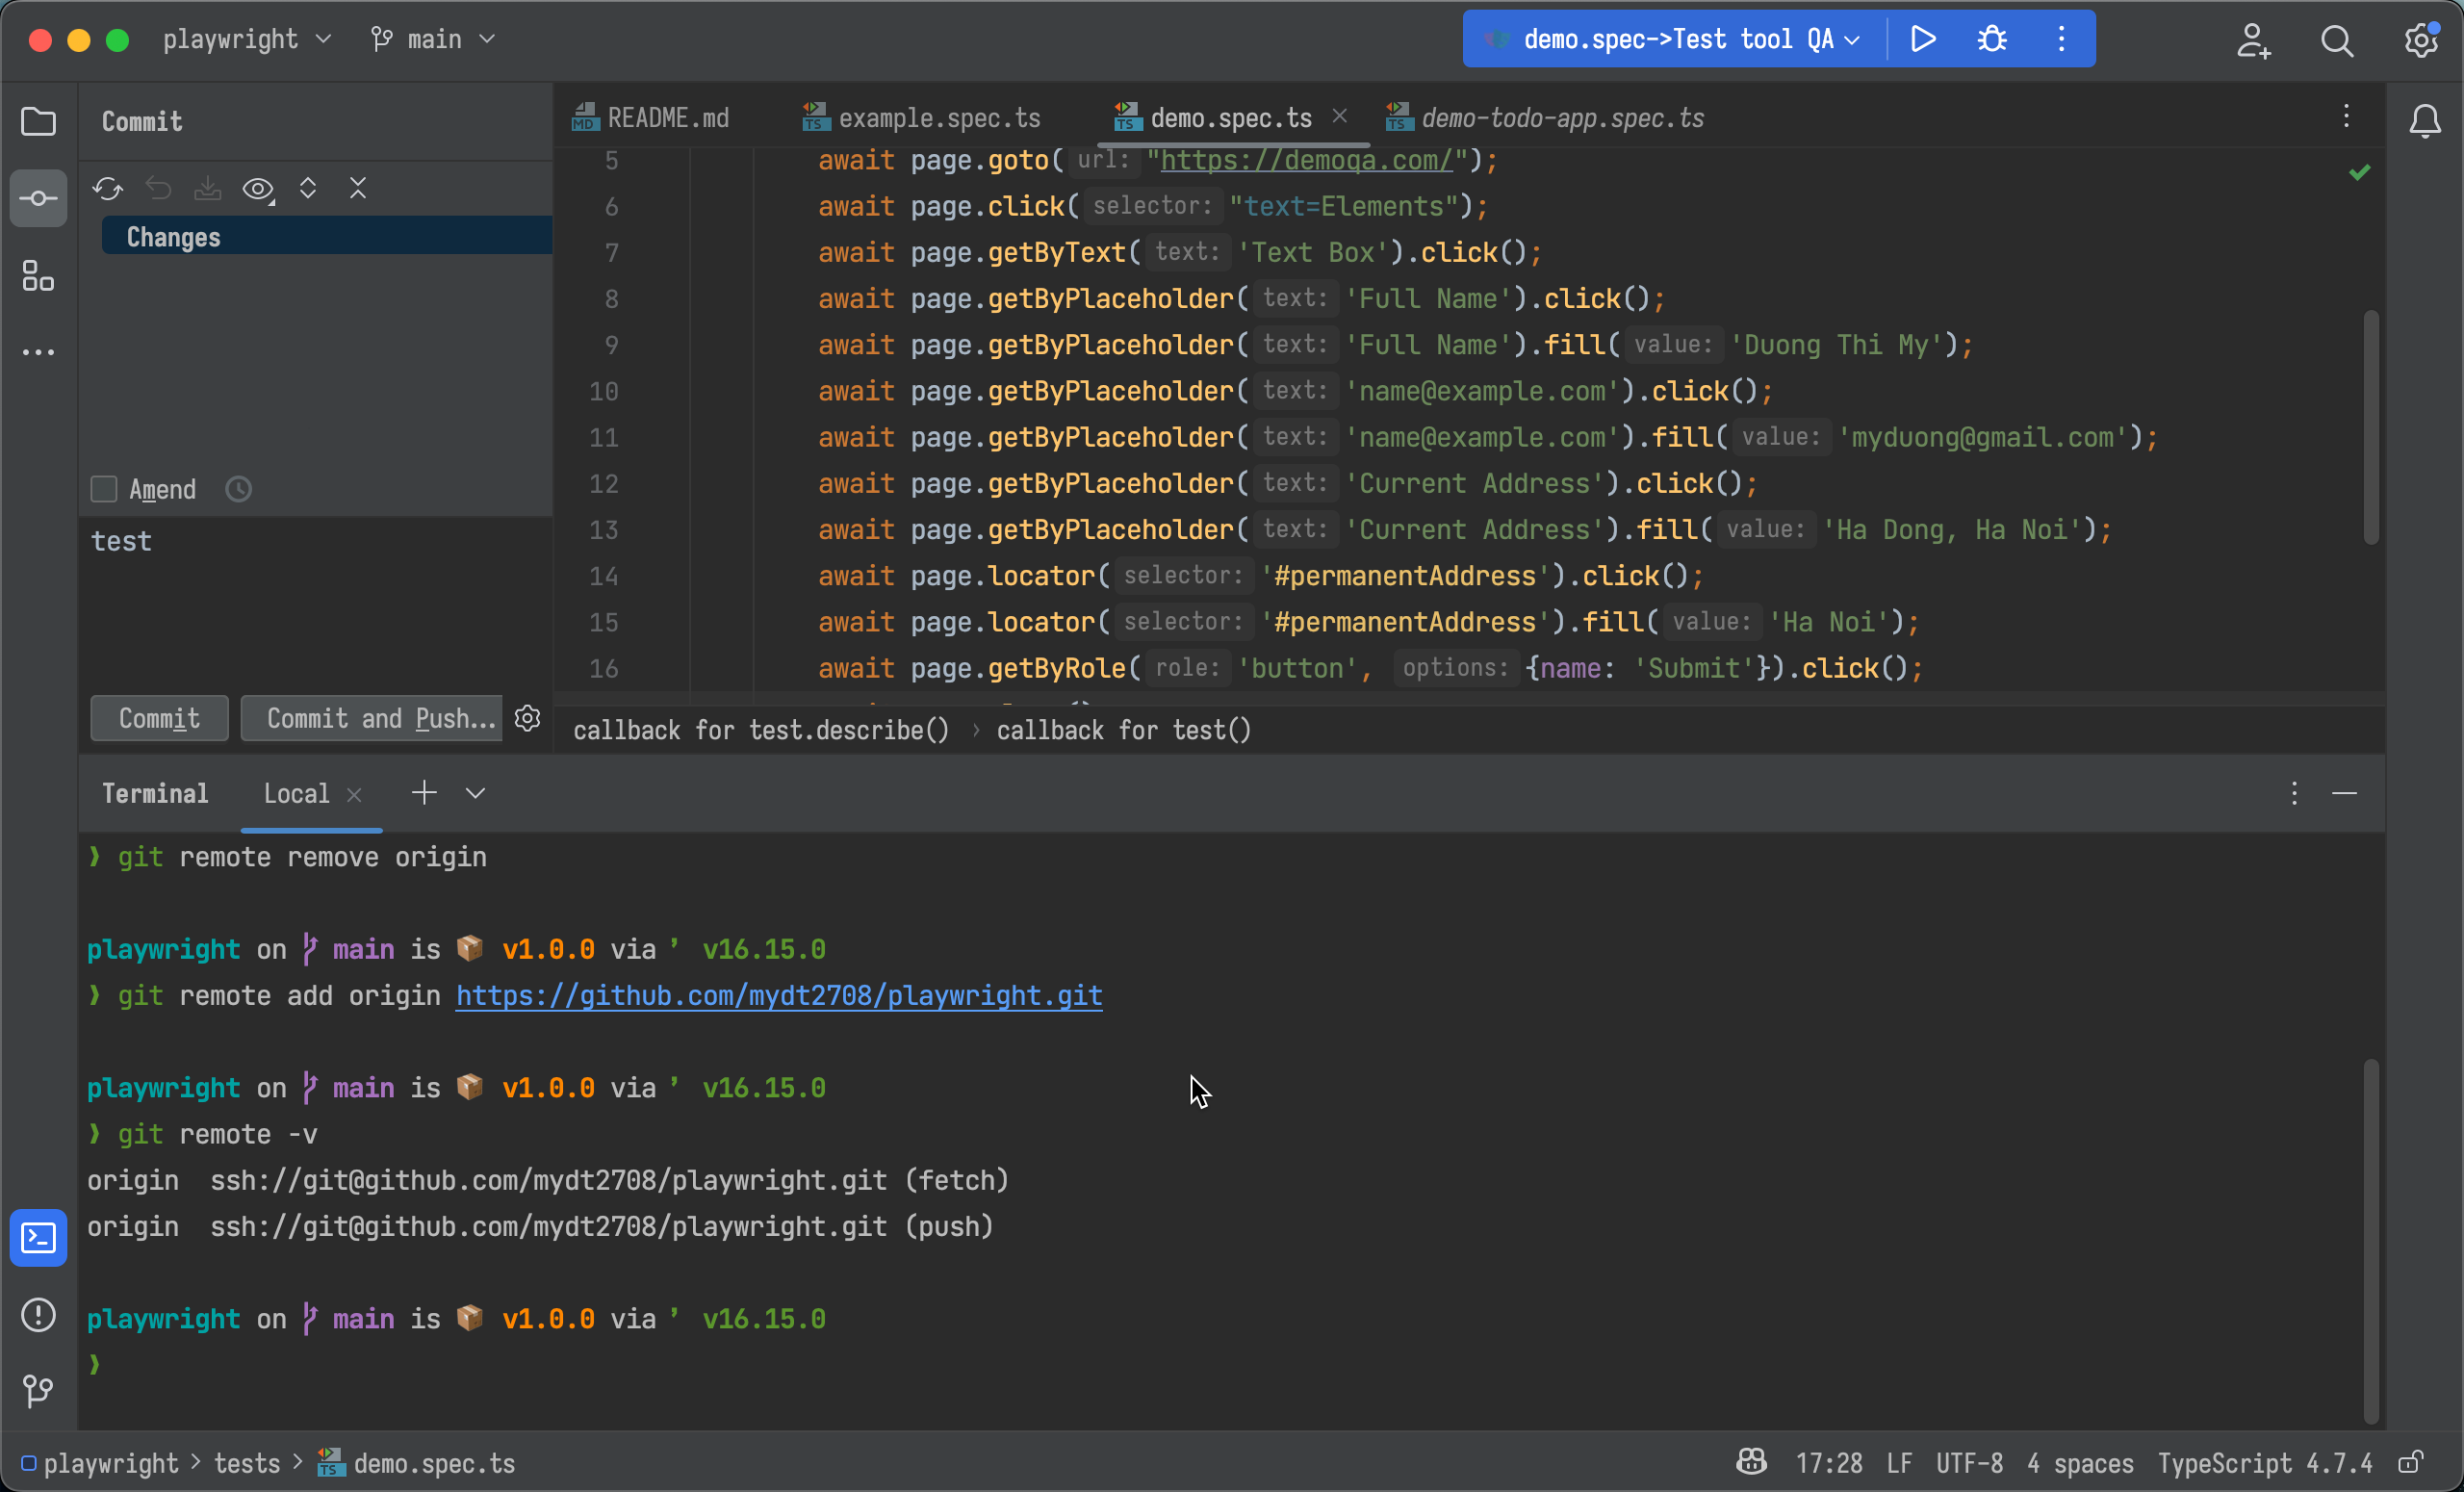 playwright
main
demo.spec->Test tool QA
Commit
README.md
example.spec.ts
demo.spec.ts
demo-todo-app.spec.ts
Changes
Amend
test
Commit
Commit and Push...
5 await page.goto( url: "https://demoqa.com/");
6 await page.click( selector: "text=Elements");
7 await page.getByText( text: 'Text Box').click();
8 await page.getByPlaceholder( text: 'Full Name').click();
9 await page.getByPlaceholder( text: 'Full Name').fill( value: 'Duong Thi My');
10 await page.getByPlaceholder( text: 'name@example.com').click();
11 await page.getByPlaceholder( text: 'name@example.com').fill( value: 'myduong@gmail.com');
12 await page.getByPlaceholder( text: 'Current Address').click();
13 await page.getByPlaceholder( text: 'Current Address').fill( value: 'Ha Dong, Ha Noi');
14 await page.locator( selector: '#permanentAddress').click();
15 await page.locator( selector: '#permanentAddress').fill( value: 'Ha Noi');
16 await page.getByRole( role: 'button', options: {name: 'Submit'}).click();
callback for test.describe() › callback for test()
Terminal
Local
❯ git remote remove origin
playwright on main is 📦 v1.0.0 via ’ v16.15.0
❯ git remote add origin https://github.com/mydt2708/playwright.git
playwright on main is 📦 v1.0.0 via ’ v16.15.0
❯ git remote -v
origin ssh://git@github.com/mydt2708/playwright.git (fetch)
origin ssh://git@github.com/mydt2708/playwright.git (push)
playwright on main is 📦 v1.0.0 via ’ v16.15.0
❯
playwright > tests > demo.spec.ts
17:28 LF UTF-8 4 spaces TypeScript 4.7.4